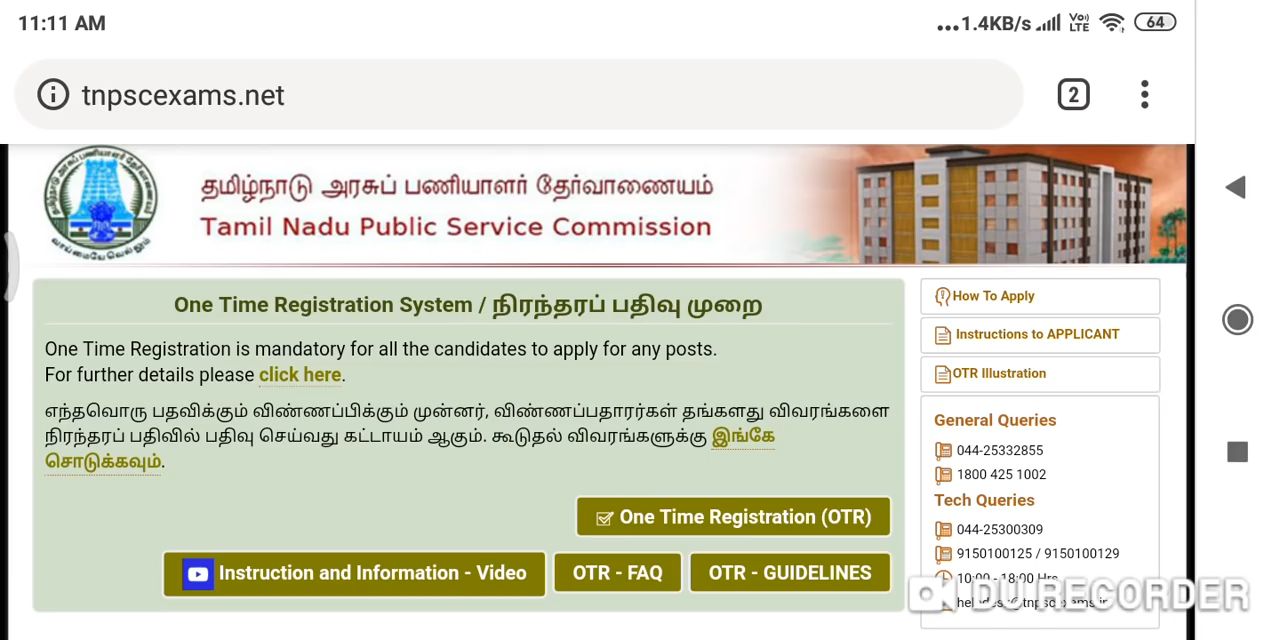 11:11 AM
...1.4KB/s
Vo)
LTE
64
tnpscexams.net
2
வாய்மையே வெல்லும்
தமிழ்நாடு அரசுப் பணியாளர் தேர்வாணையம்
Tamil Nadu Public Service Commission
One Time Registration System / நிரந்தரப் பதிவு முறை
One Time Registration is mandatory for all the candidates to apply for any posts.
For further details please click here.
எந்தவொரு பதவிக்கும் விண்ணப்பிக்கும் முன்னர், விண்ணப்பதாரர்கள் தங்களது விவரங்களை
நிரந்தரப் பதிவில் பதிவு செய்வது கட்டாயம் ஆகும். கூடுதல் விவரங்களுக்கு இங்கே
சொடுக்கவும்.
One Time Registration (OTR)
Instruction and Information - Video
OTR - FAQ
OTR - GUIDELINES
How To Apply
Instructions to APPLICANT
OTR Illustration
General Queries
044-25332855
1800 425 1002
Tech Queries
044-25300309
9150100125 / 9150100129
10:00 - 18:00 Hrs
helpdesk@tnpscexams.in
DU RECORDER